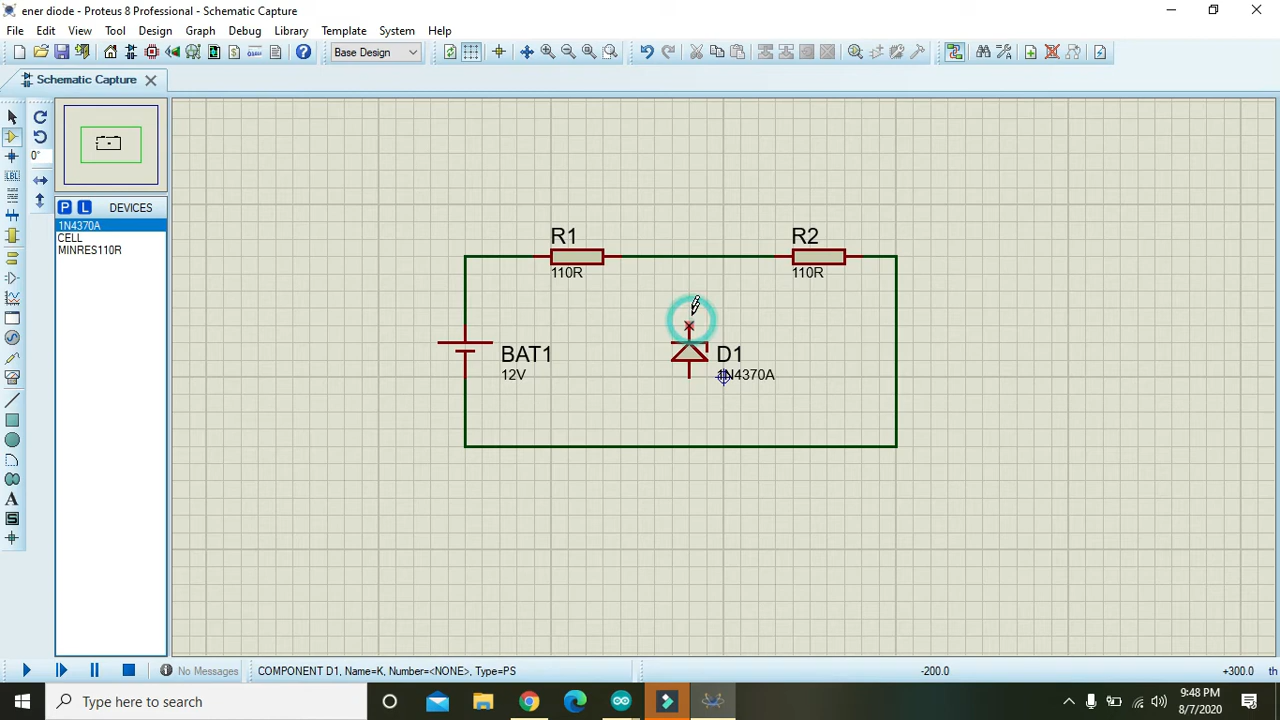 ener diode - Proteus 8 Professional - Schematic Capture
File Edit View Tool Design Graph Debug Library Template System Help
Base Design
Schematic Capture
0°
LBL
P L DEVICES
1N4370A
CELL
MINRES110R
A
S
R1
110R
R2
110R
BAT1
12V
D1
1N4370A
No Messages
COMPONENT D1, Name=K, Number=<NONE>, Type=PS
-200.0
+300.0
th
Type here to search
9:48 PM
8/7/2020